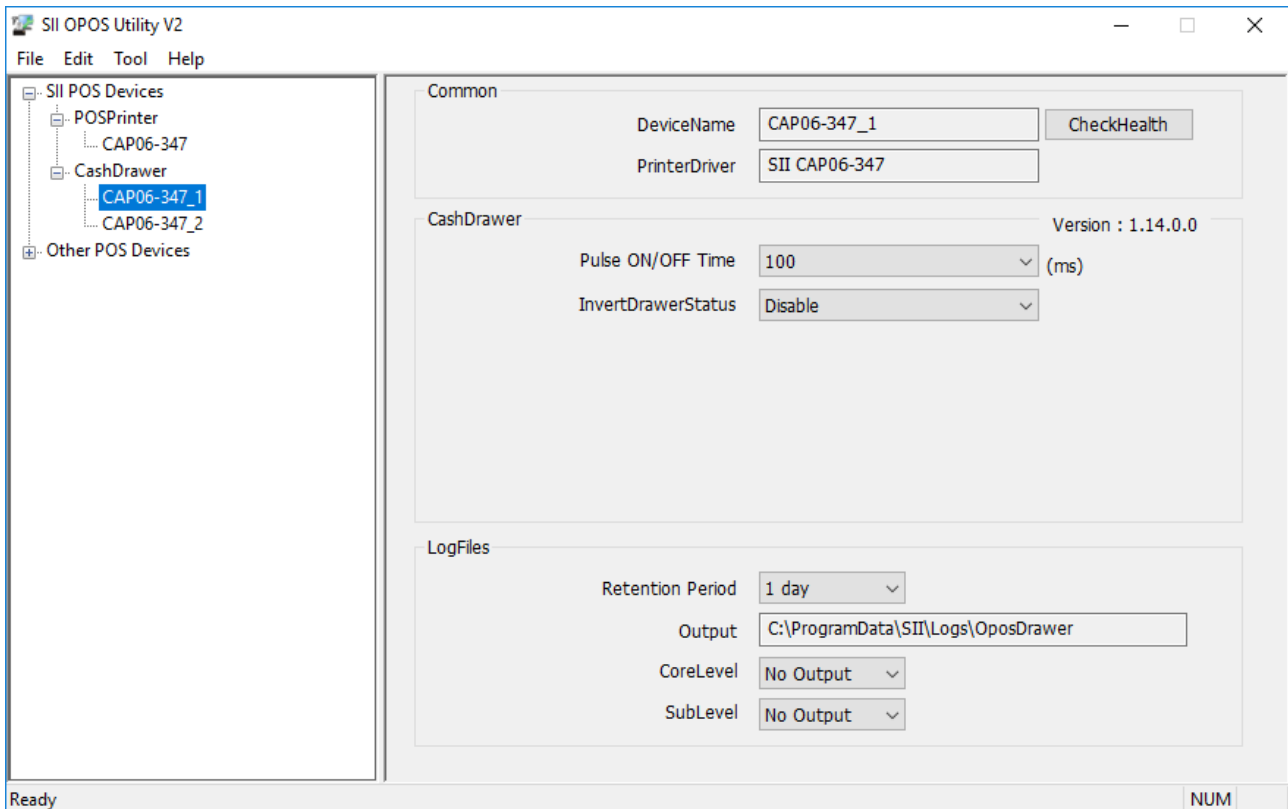 SII OPOS Utility V2
File Edit Tool Help
SII POS Devices
POSPrinter
CAP06-347
CashDrawer
CAP06-347_1
CAP06-347_2
Other POS Devices
Common
DeviceName CAP06-347_1 CheckHealth
PrinterDriver SII CAP06-347
CashDrawer Version : 1.14.0.0
Pulse ON/OFF Time 100 (ms)
InvertDrawerStatus Disable
LogFiles
Retention Period 1 day
Output C:\ProgramData\SII\Logs\OposDrawer
CoreLevel No Output
SubLevel No Output
Ready NUM